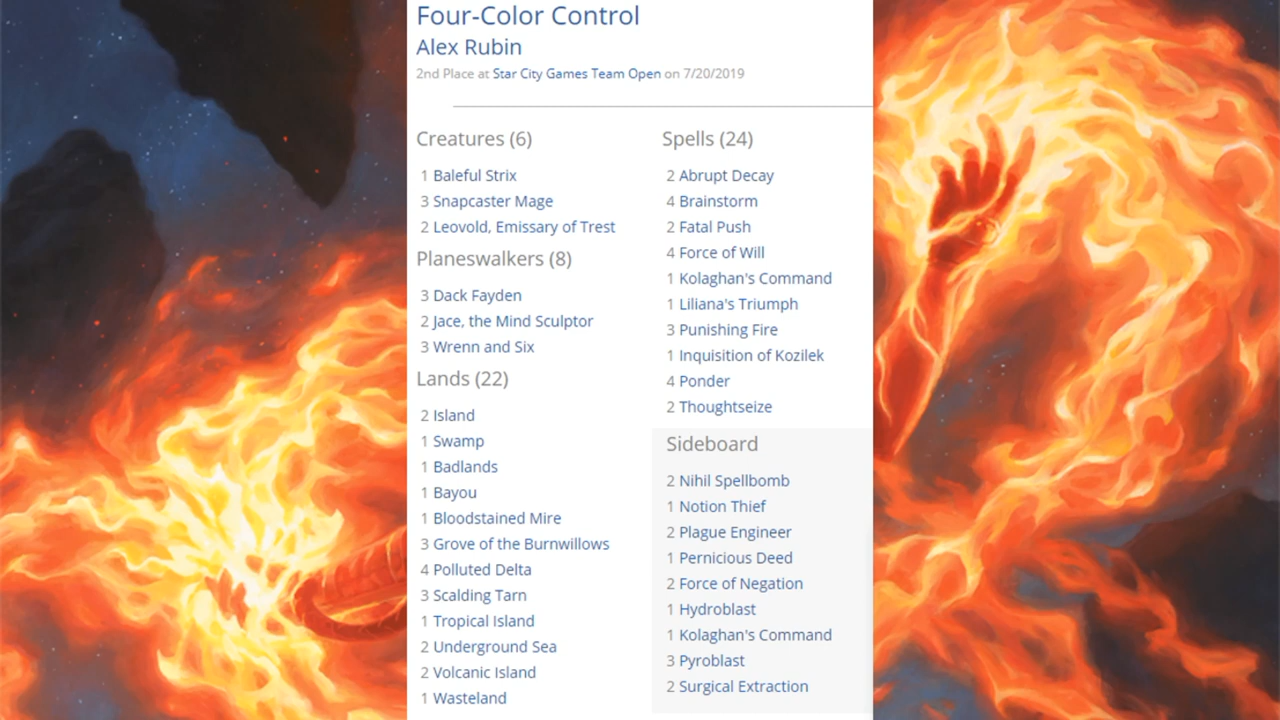 Four-Color Control
Alex Rubin
2nd Place at Star City Games Team Open on 7/20/2019
Creatures (6)
1 Baleful Strix
3 Snapcaster Mage
2 Leovold, Emissary of Trest
Planeswalkers (8)
3 Dack Fayden
2 Jace, the Mind Sculptor
3 Wrenn and Six
Lands (22)
2 Island
1 Swamp
1 Badlands
1 Bayou
1 Bloodstained Mire
3 Grove of the Burnwillows
4 Polluted Delta
3 Scalding Tarn
1 Tropical Island
2 Underground Sea
2 Volcanic Island
1 Wasteland
Spells (24)
2 Abrupt Decay
4 Brainstorm
2 Fatal Push
4 Force of Will
1 Kolaghan's Command
1 Liliana's Triumph
3 Punishing Fire
1 Inquisition of Kozilek
4 Ponder
2 Thoughtseize
Sideboard
2 Nihil Spellbomb
1 Notion Thief
2 Plague Engineer
1 Pernicious Deed
2 Force of Negation
1 Hydroblast
1 Kolaghan's Command
3 Pyroblast
2 Surgical Extraction